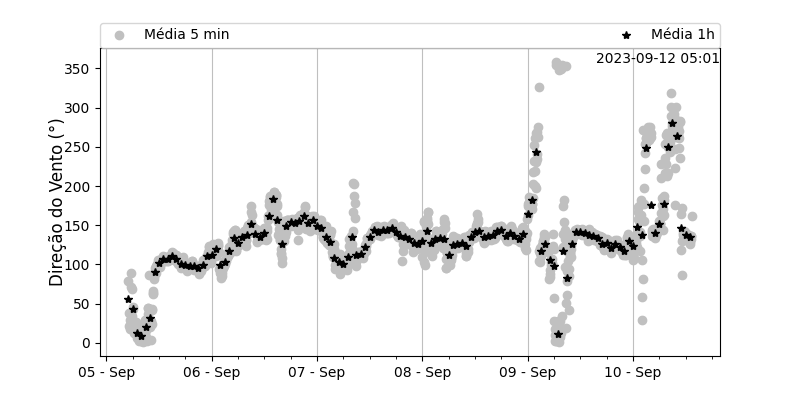 Média 5 min
Média 1h
2023-09-12 05:01
Direção do Vento (°)
350
300
250
200
150
100
50
0
05 - Sep
06 - Sep
07 - Sep
08 - Sep
09 - Sep
10 - Sep